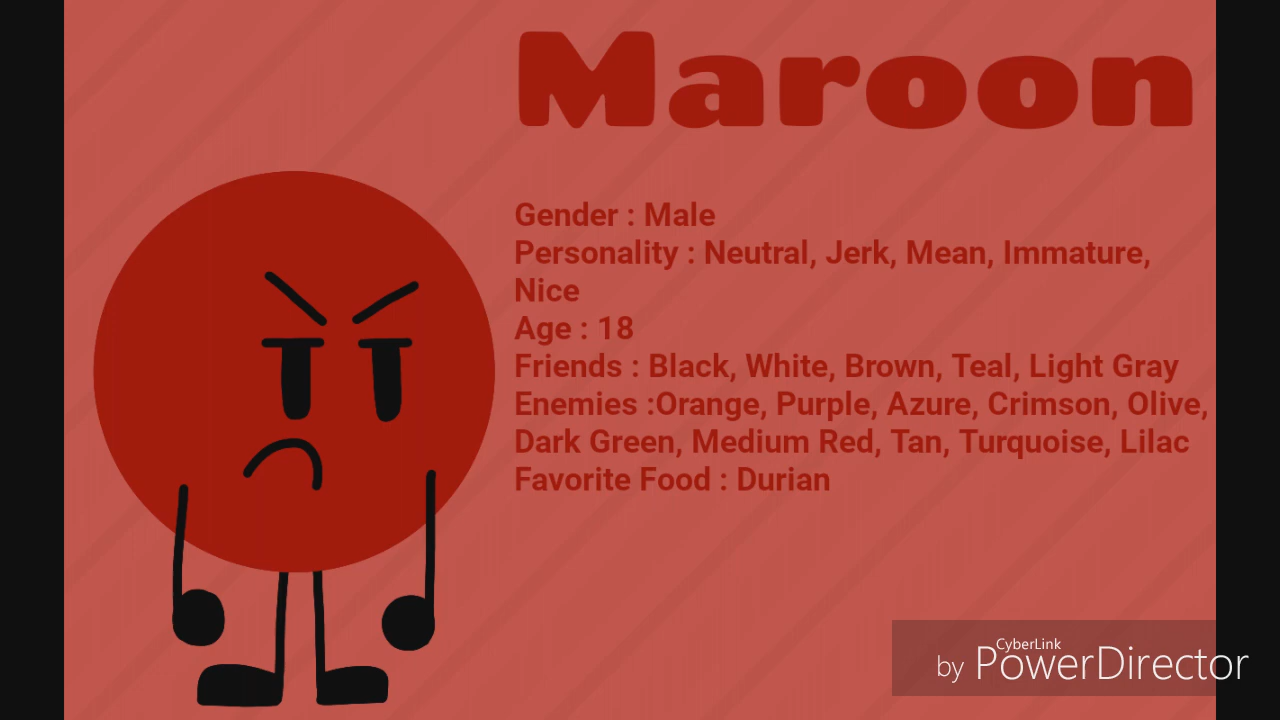 Maroon
Gender : Male
Personality : Neutral, Jerk, Mean, Immature,
Nice
Age : 18
Friends : Black, White, Brown, Teal, Light Gray
Enemies :Orange, Purple, Azure, Crimson, Olive,
Dark Green, Medium Red, Tan, Turquoise, Lilac
Favorite Food : Durian
CyberLink
by PowerDirector